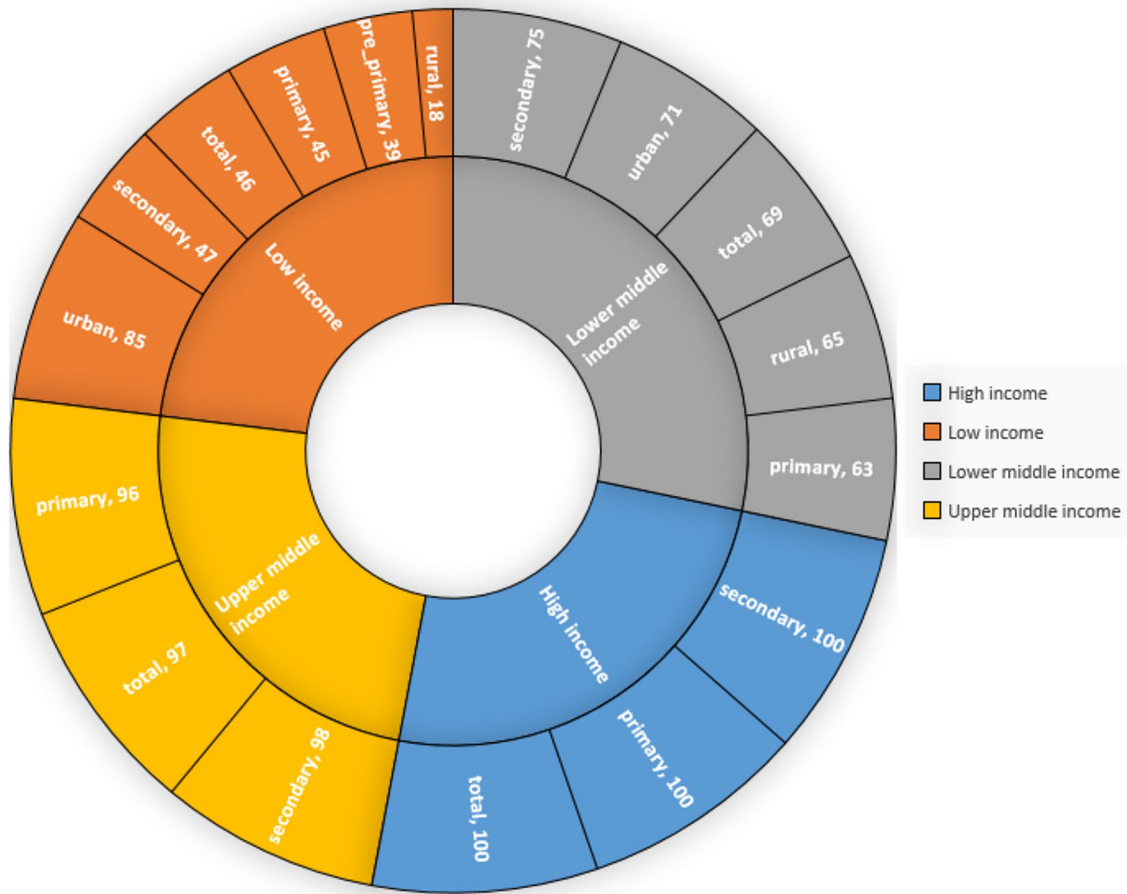 secondary, 75
urban, 71
total, 69
rural, 65
primary, 63
Lower middle
income
secondary, 100
primary, 100
total, 100
High income
secondary, 98
total, 97
primary, 96
Upper middle
income
urban, 85
secondary, 47
total, 46
primary, 45
pre_primary, 39
rural, 18
Low income
High income
Low income
Lower middle income
Upper middle income